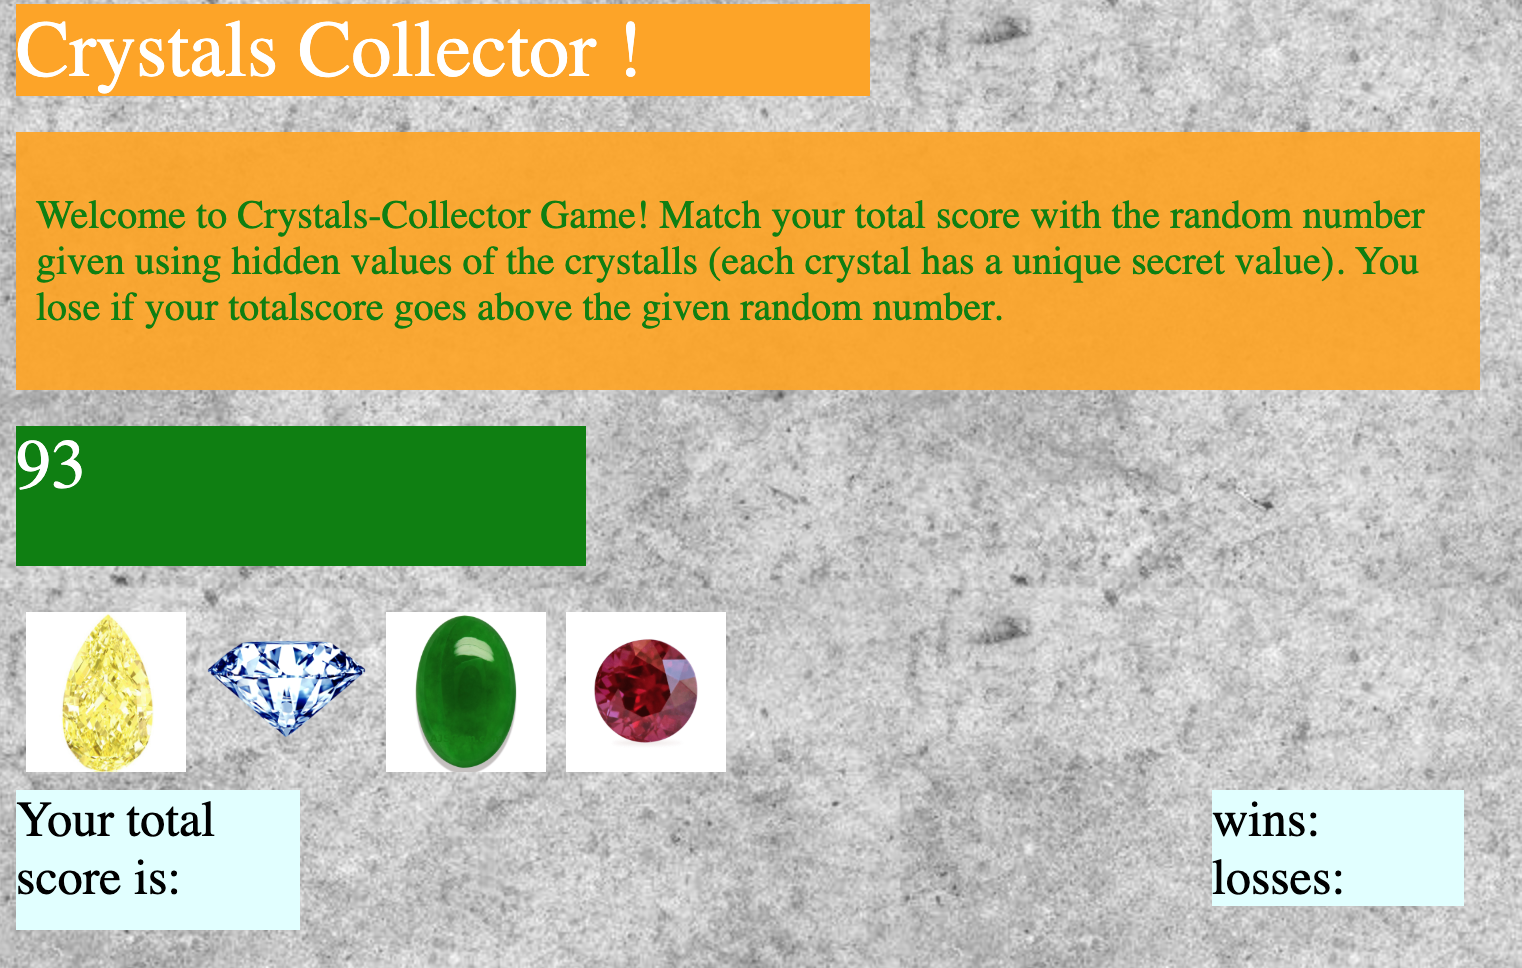 Crystals Collector !
Welcome to Crystals-Collector Game! Match your total score with the random number
given using hidden values of the crystalls (each crystal has a unique secret value). You
lose if your totalscore goes above the given random number.
93
Your total
score is:
wins:
losses: